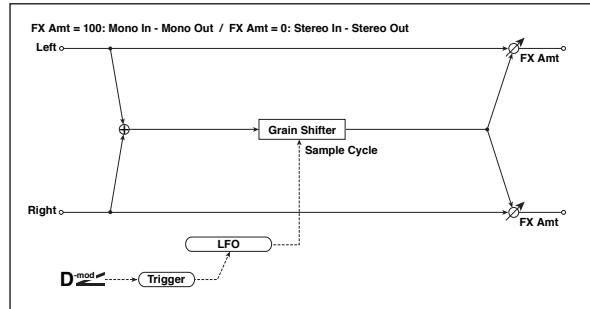 FX Amt = 100: Mono In - Mono Out / FX Amt = 0: Stereo In - Stereo Out
Left
FX Amt
Grain Shifter
Sample Cycle
Right
FX Amt
LFO
D-mod
Trigger